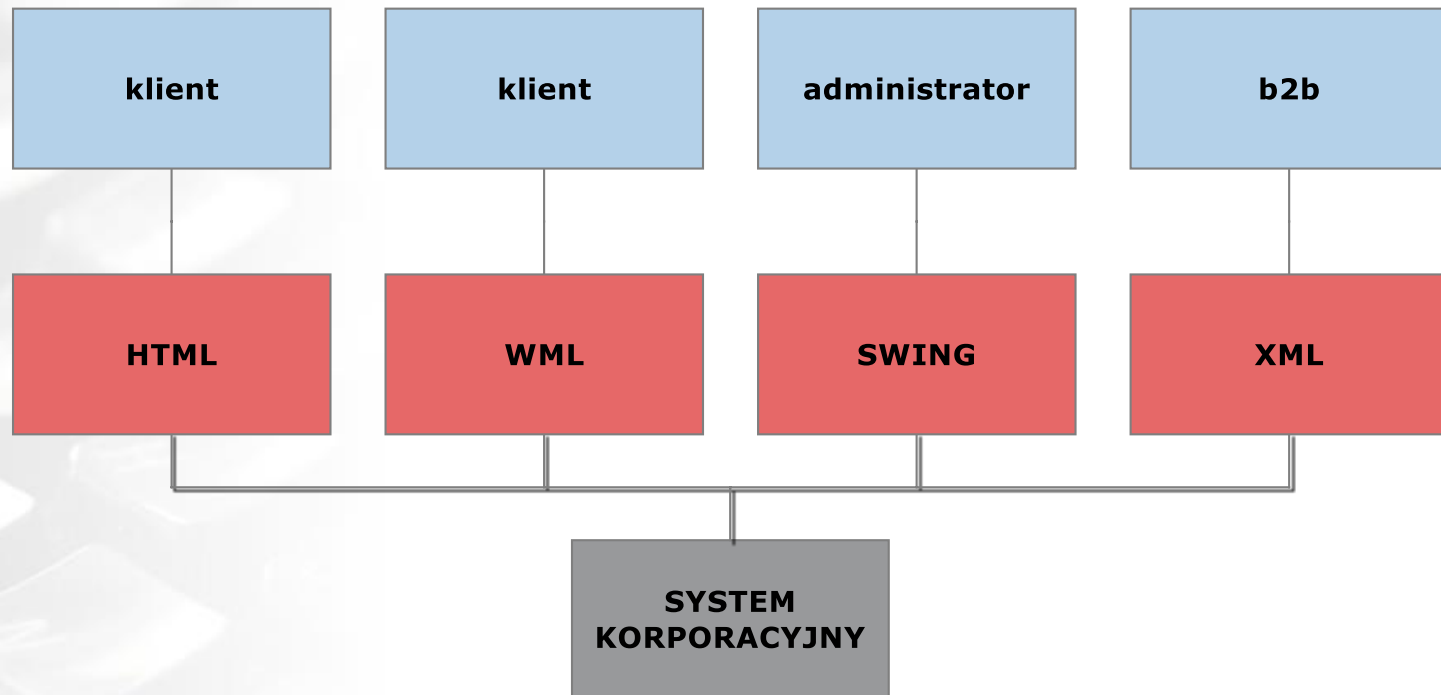 klient
klient
administrator
b2b
HTML
WML
SWING
XML
SYSTEM
KORPORACYJNY